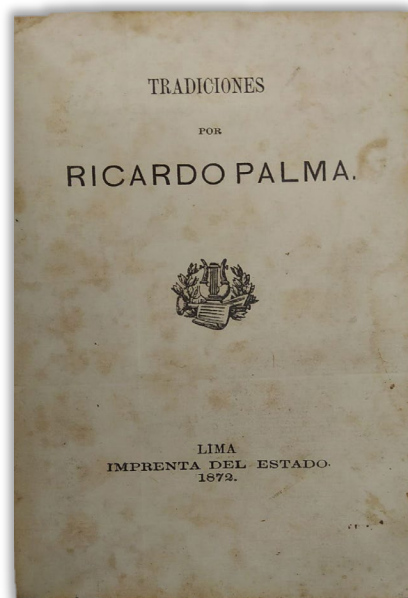 TRADICIONES
POR
RICARDO PALMA.
LIMA
IMPRENTA DEL ESTADO.
1872.